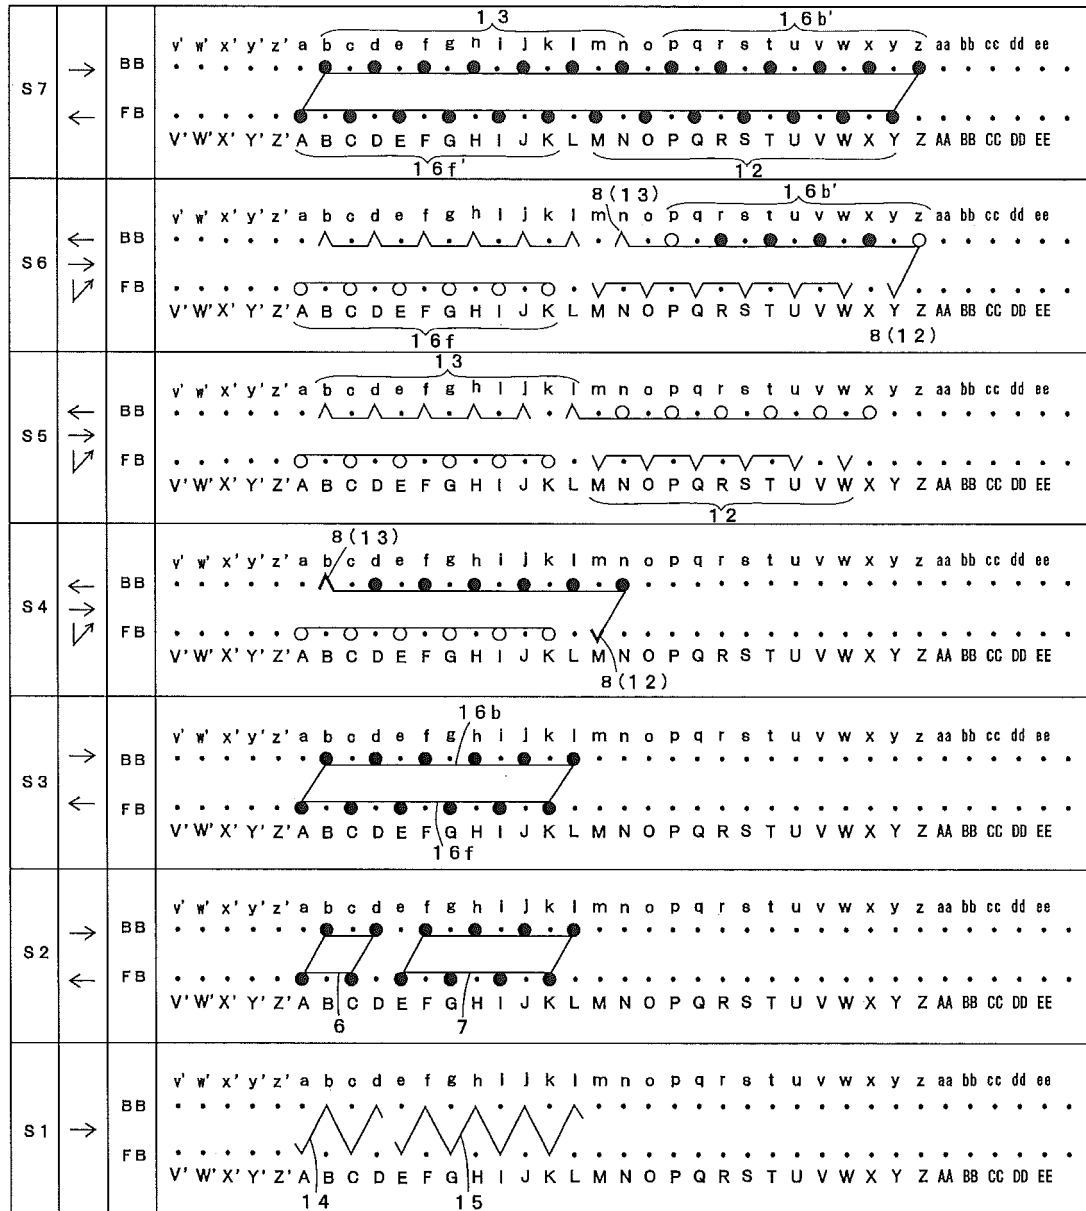 13 16b'
v' w' x' y' z' a b c d e f g h i j k l m n o p q r s t u v w x y z aa bb cc dd ee
BB
S7 → ←
FB
V' W' X' Y' Z' A B C D E F G H I J K L M N O P Q R S T U V W X Y Z AA BB CC DD EE
16f' 12
8(13) 16b'
v' w' x' y' z' a b c d e f g h i j k l m n o p q r s t u v w x y z aa bb cc dd ee
BB
S6 ← →
FB
V' W' X' Y' Z' A B C D E F G H I J K L M N O P Q R S T U V W X Y Z AA BB CC DD EE
16f 8(12)
13
v' w' x' y' z' a b c d e f g h i j k l m n o p q r s t u v w x y z aa bb cc dd ee
BB
S5 ← →
FB
V' W' X' Y' Z' A B C D E F G H I J K L M N O P Q R S T U V W X Y Z AA BB CC DD EE
12
8(13)
v' w' x' y' z' a b c d e f g h i j k l m n o p q r s t u v w x y z aa bb cc dd ee
BB
S4 ← →
FB
V' W' X' Y' Z' A B C D E F G H I J K L M N O P Q R S T U V W X Y Z AA BB CC DD EE
8(12)
16b
v' w' x' y' z' a b c d e f g h i j k l m n o p q r s t u v w x y z aa bb cc dd ee
BB
S3 → ←
FB
V' W' X' Y' Z' A B C D E F G H I J K L M N O P Q R S T U V W X Y Z AA BB CC DD EE
16f
v' w' x' y' z' a b c d e f g h i j k l m n o p q r s t u v w x y z aa bb cc dd ee
BB
S2 → ←
FB
V' W' X' Y' Z' A B C D E F G H I J K L M N O P Q R S T U V W X Y Z AA BB CC DD EE
6 7
v' w' x' y' z' a b c d e f g h i j k l m n o p q r s t u v w x y z aa bb cc dd ee
BB
S1 →
FB
V' W' X' Y' Z' A B C D E F G H I J K L M N O P Q R S T U V W X Y Z AA BB CC DD EE
14 15